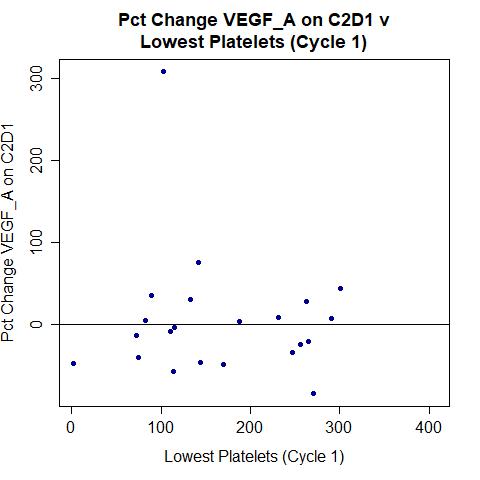 Pct Change VEGF_A on C2D1 v
Lowest Platelets (Cycle 1)
Pct Change VEGF_A on C2D1
300
200
100
0
0 100 200 300 400
Lowest Platelets (Cycle 1)